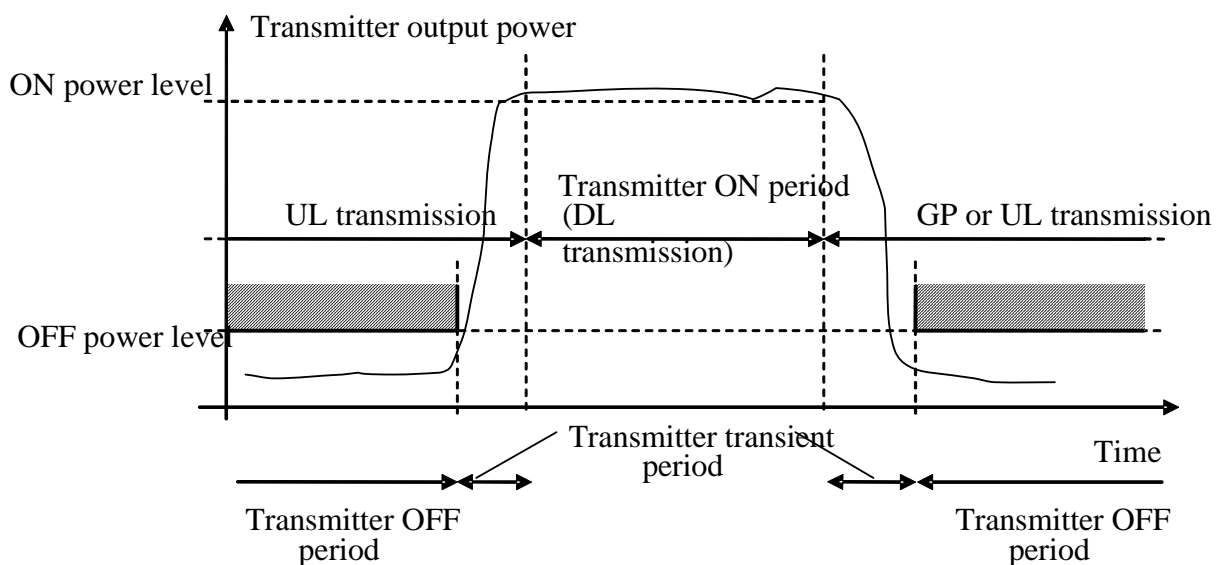 Transmitter output power
ON power level
Transmitter ON period
UL transmission
(DL
GP or UL transmission
transmission)
OFF power level
Transmitter transient
period
Time
Transmitter OFF
period
Transmitter OFF
period